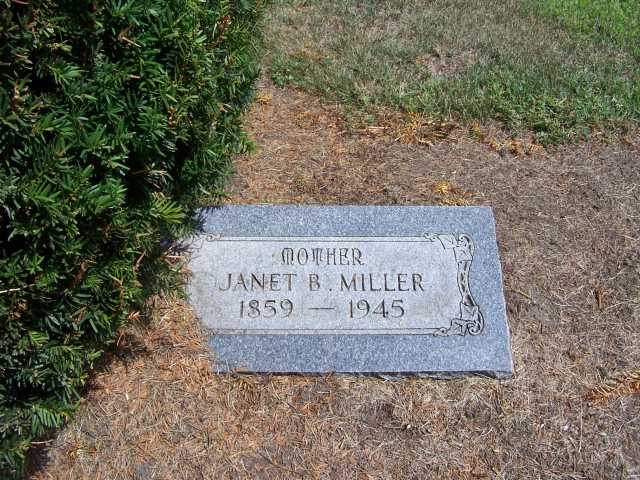 MOTHER
JANET B. MILLER
1859 — 1945